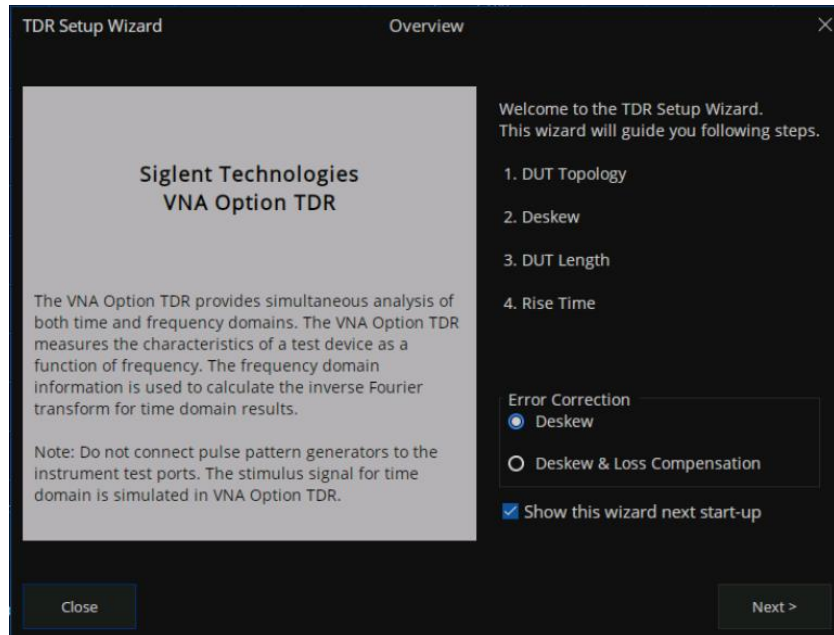 TDR Setup Wizard
Overview
Siglent Technologies
VNA Option TDR
The VNA Option TDR provides simultaneous analysis of
both time and frequency domains. The VNA Option TDR
measures the characteristics of a test device as a
function of frequency. The frequency domain
information is used to calculate the inverse Fourier
transform for time domain results.
Note: Do not connect pulse pattern generators to the
instrument test ports. The stimulus signal for time
domain is simulated in VNA Option TDR.
Welcome to the TDR Setup Wizard.
This wizard will guide you following steps.
1. DUT Topology
2. Deskew
3. DUT Length
4. Rise Time
Error Correction
Deskew
Deskew & Loss Compensation
Show this wizard next start-up
Close
Next >